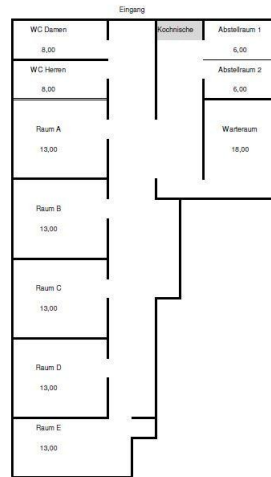 Eingang
WC Damen
8,00
Kochnische
Abstellraum 1
6,00
WC Herren
8,00
Abstellraum 2
6,00
Raum A
13,00
Warteraum
18,00
Raum B
13,00
Raum C
13,00
Raum D
13,00
Raum E
13,00